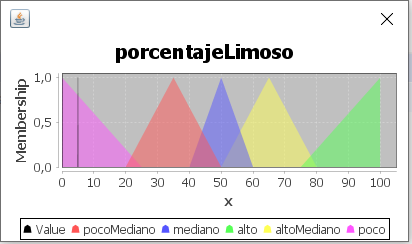 porcentajeLimoso
Membership
1,0
0,5
0,0
0 10 20 30 40 50 60 70 80 90 100
x
Value pocoMediano mediano alto altoMediano poco